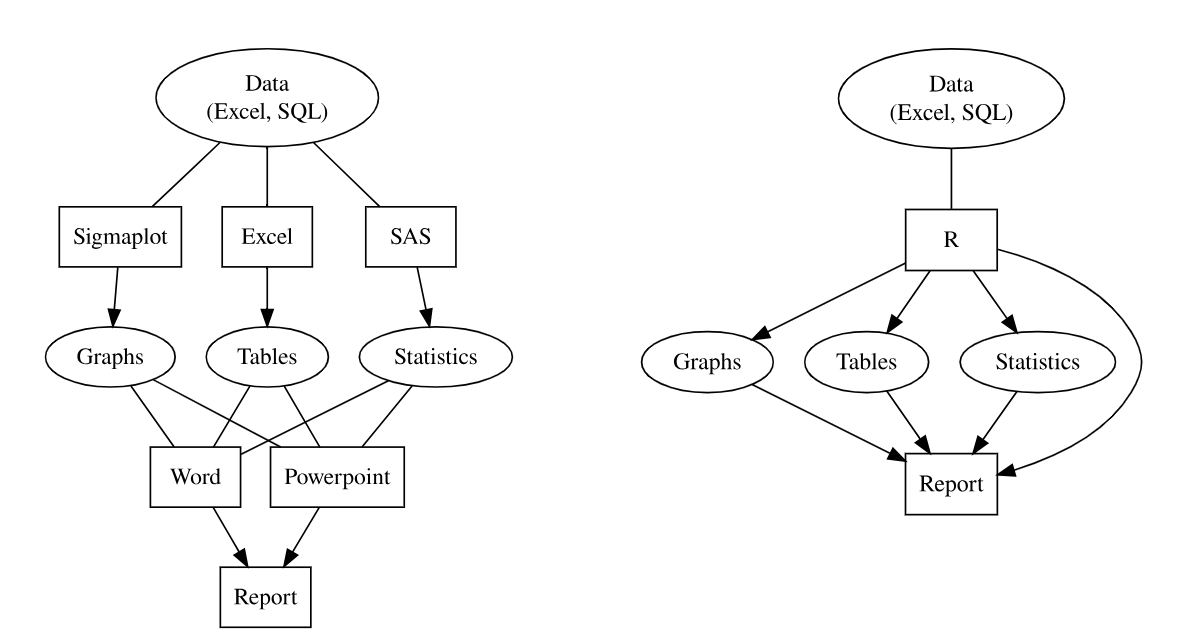 Data
(Excel, SQL)
Sigmaplot
Excel
SAS
Graphs
Tables
Statistics
Word
Powerpoint
Report
Data
(Excel, SQL)
R
Graphs
Tables
Statistics
Report